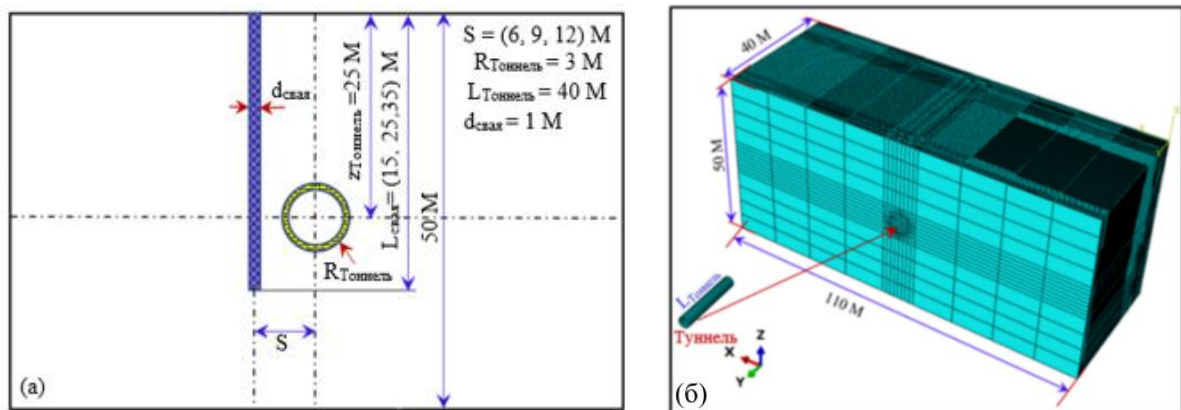 S = (6, 9, 12) М
RТоннель = 3 М
LТоннель = 40 М
dсвая = 1 М
dсвая
zТоннель=25 М
Lсвая=(15, 25,35) М
50 М
RТоннель
S
(а)
40 М
50 М
110 М
LТоннель
Туннель
X
Y
Z
(б)